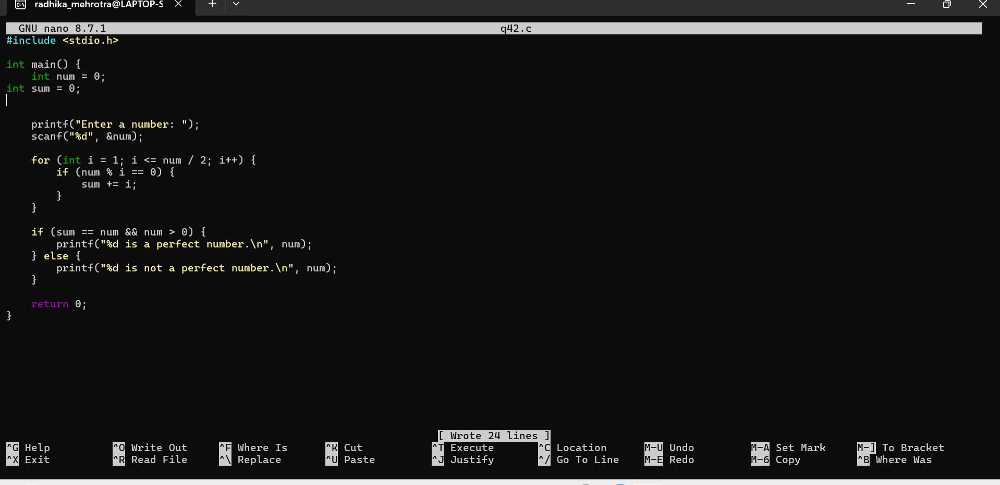 radhika_mehrotra@LAPTOP-S
GNU nano 8.7.1 q42.c
#include <stdio.h>
int main() {
    int num = 0;
int sum = 0;
    printf("Enter a number: ");
    scanf("%d", &num);
    for (int i = 1; i <= num / 2; i++) {
        if (num % i == 0) {
            sum += i;
        }
    }
    if (sum == num && num > 0) {
        printf("%d is a perfect number.\n", num);
    } else {
        printf("%d is not a perfect number.\n", num);
    }
    return 0;
}
[ Wrote 24 lines ]
^G Help ^O Write Out ^F Where Is ^K Cut ^T Execute ^C Location M-U Undo M-A Set Mark M-] To Bracket
^X Exit ^R Read File ^\ Replace ^U Paste ^J Justify ^/ Go To Line M-E Redo M-6 Copy ^B Where Was